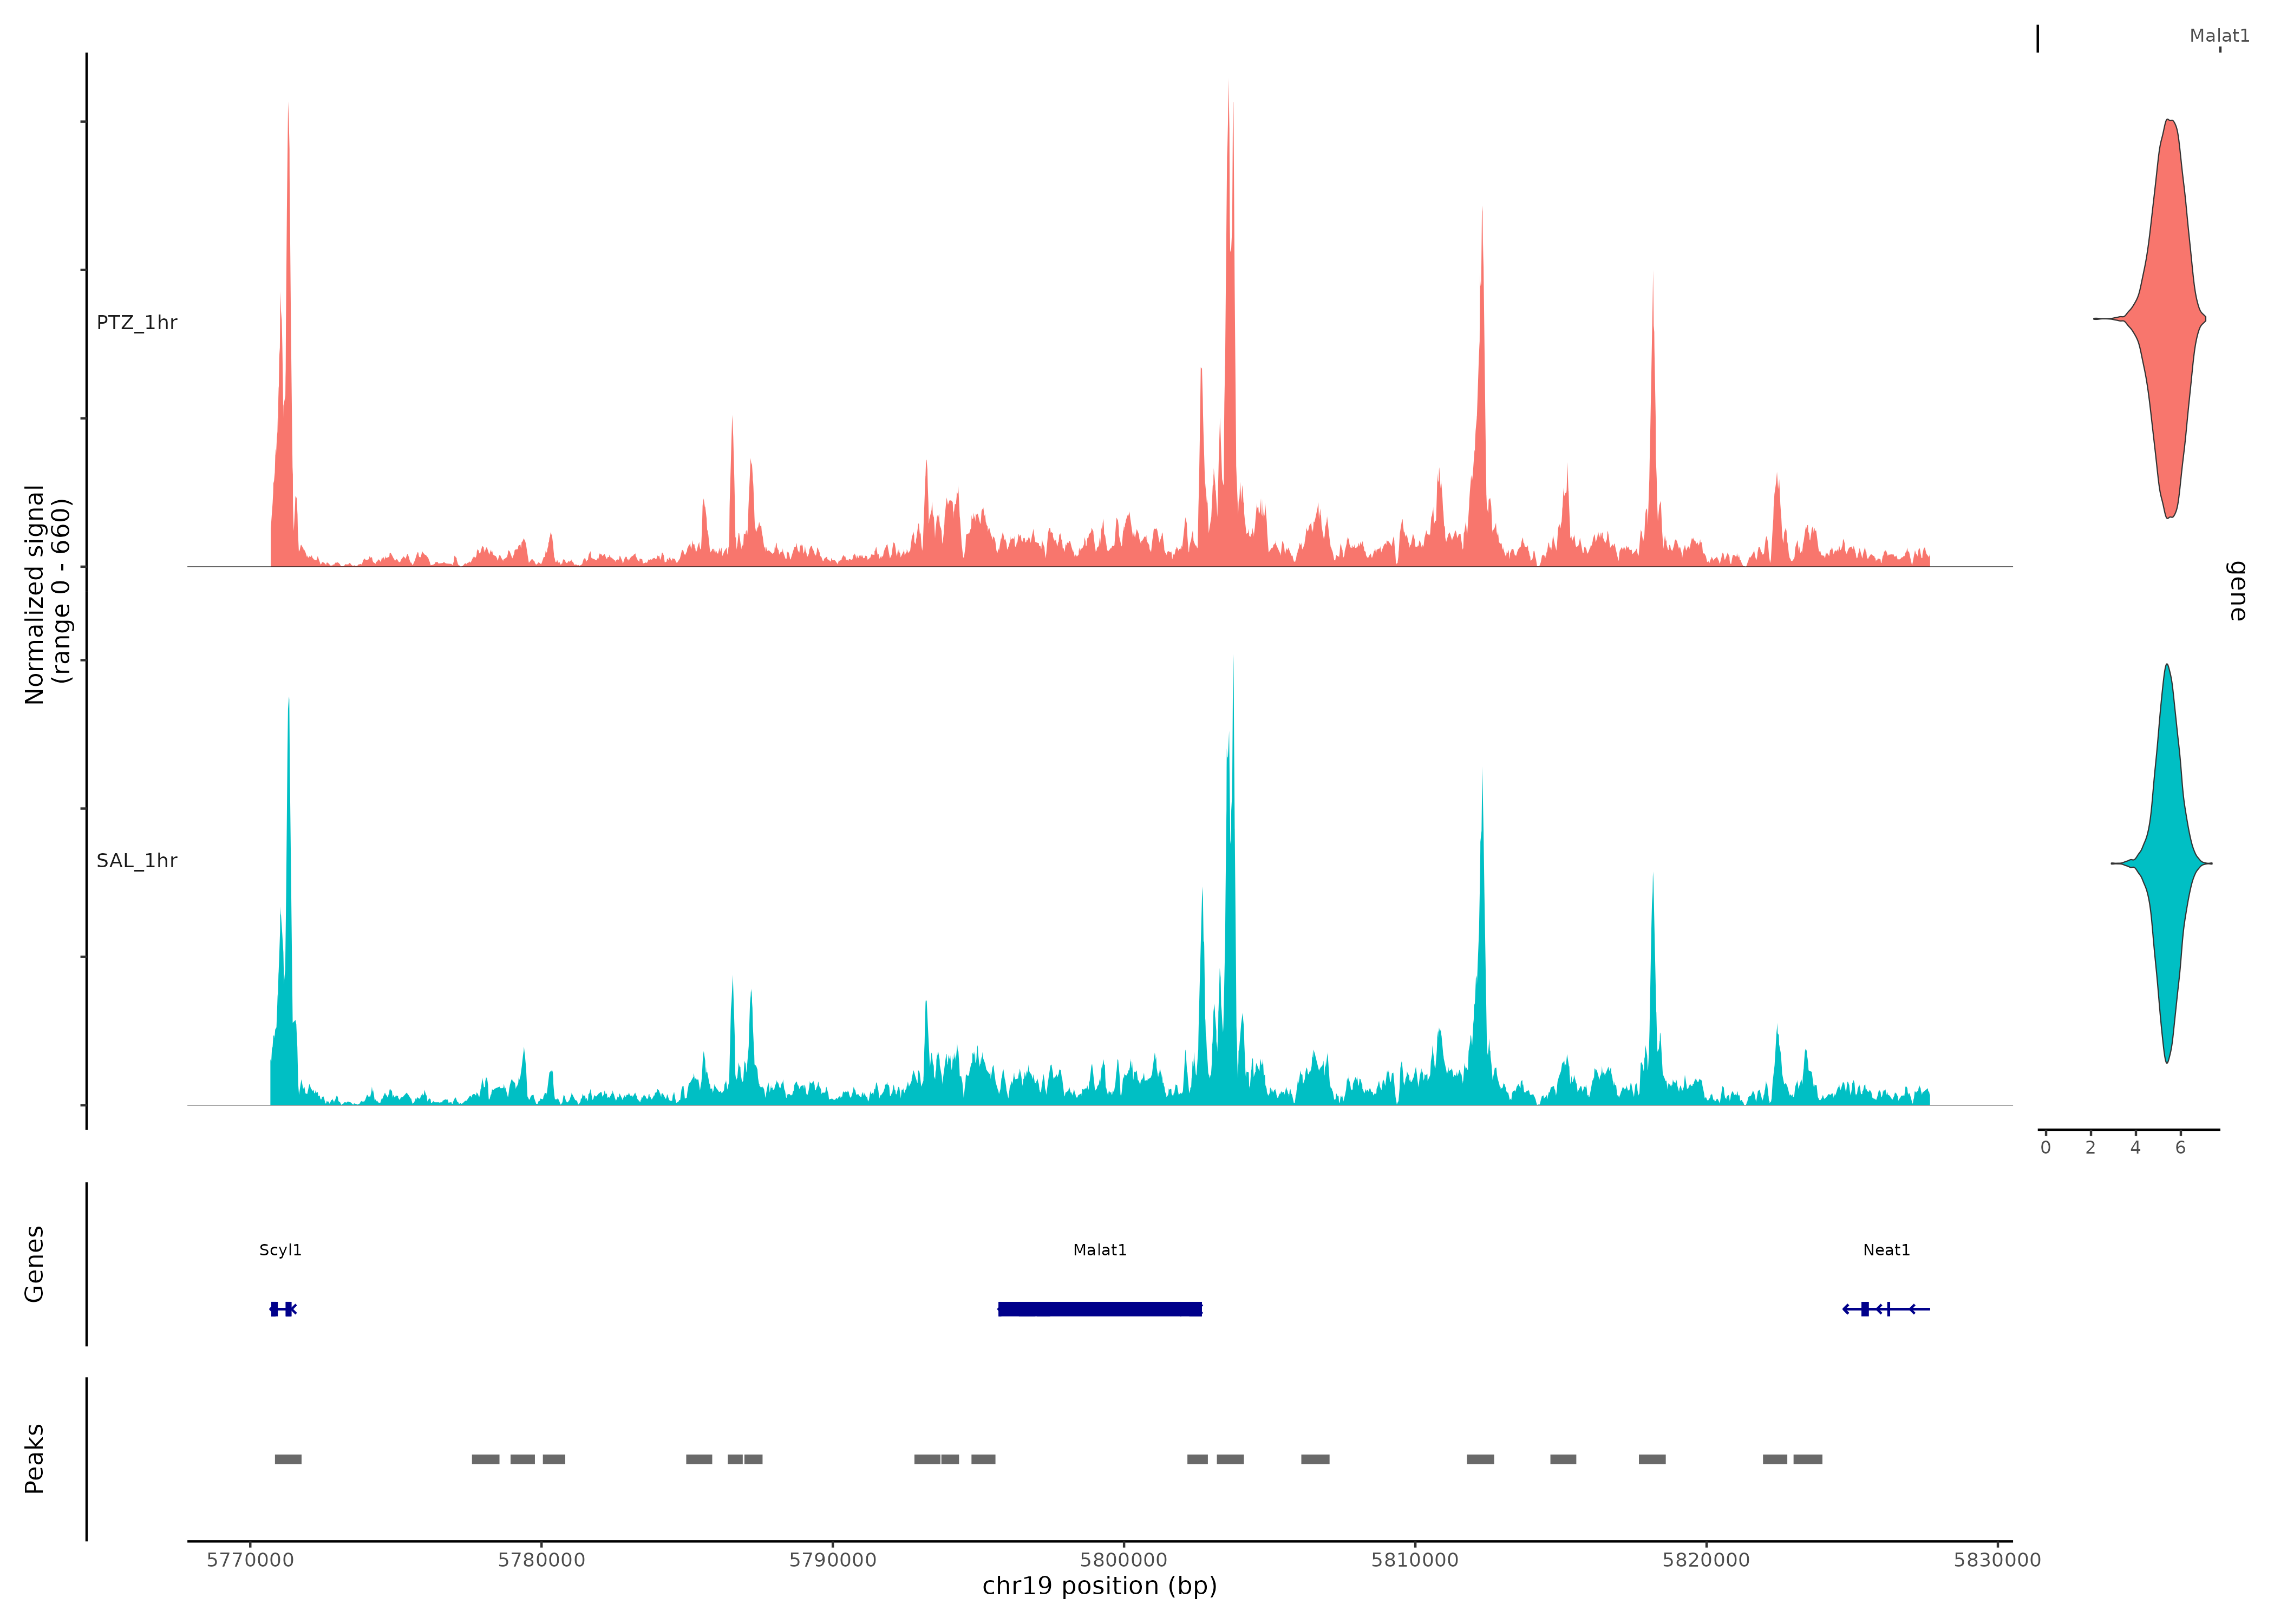 Malat1
Normalized signal
(range 0 - 660)
PTZ_1hr
SAL_1hr
gene
0 2 4 6
Genes
Scyl1 Malat1 Neat1
Peaks
5770000 5780000 5790000 5800000 5810000 5820000 5830000
chr19 position (bp)